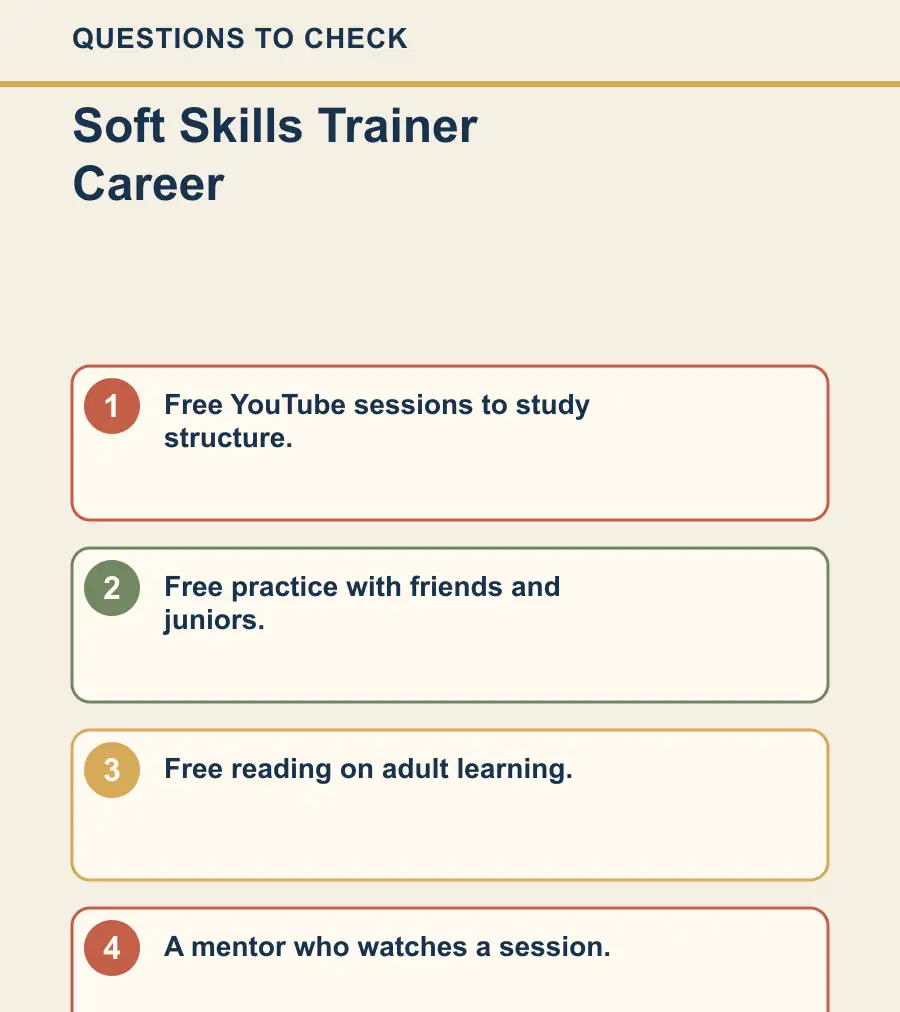 QUESTIONS TO CHECK
Soft Skills Trainer
Career
1
Free YouTube sessions to study
structure.
2
Free practice with friends and
juniors.
3
Free reading on adult learning.
4
A mentor who watches a session.